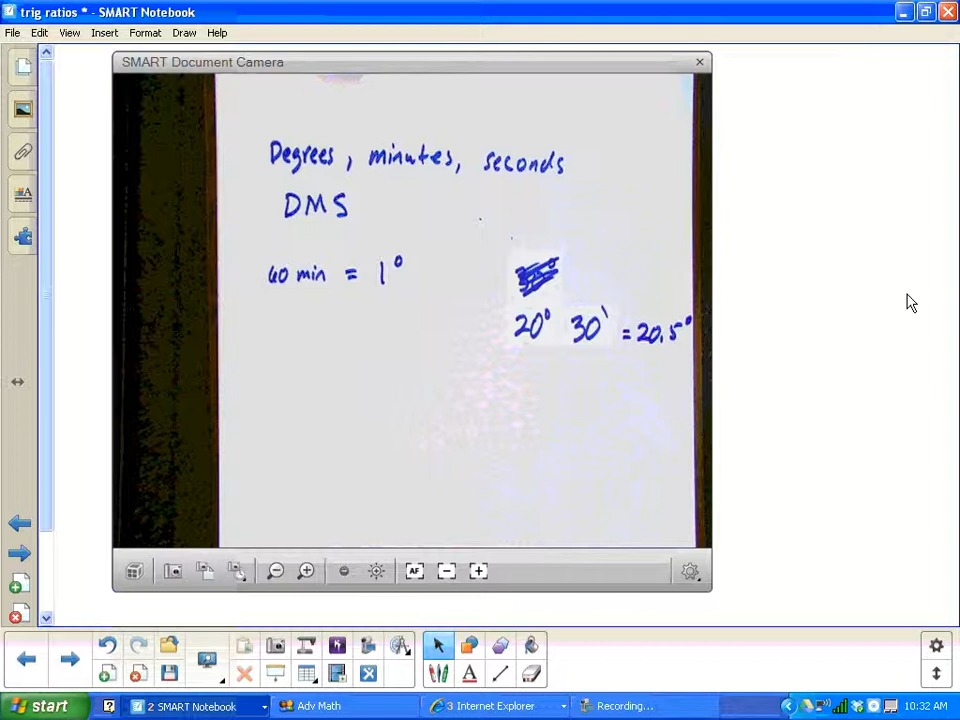 trig ratios * - SMART Notebook
File Edit View Insert Format Draw Help
SMART Document Camera
Degrees, minutes, seconds
DMS
60 min = 1°
20° 30' = 20.5°
AF
start
2 SMART Notebook
Adv Math
3 Internet Explorer
Recording...
10:32 AM